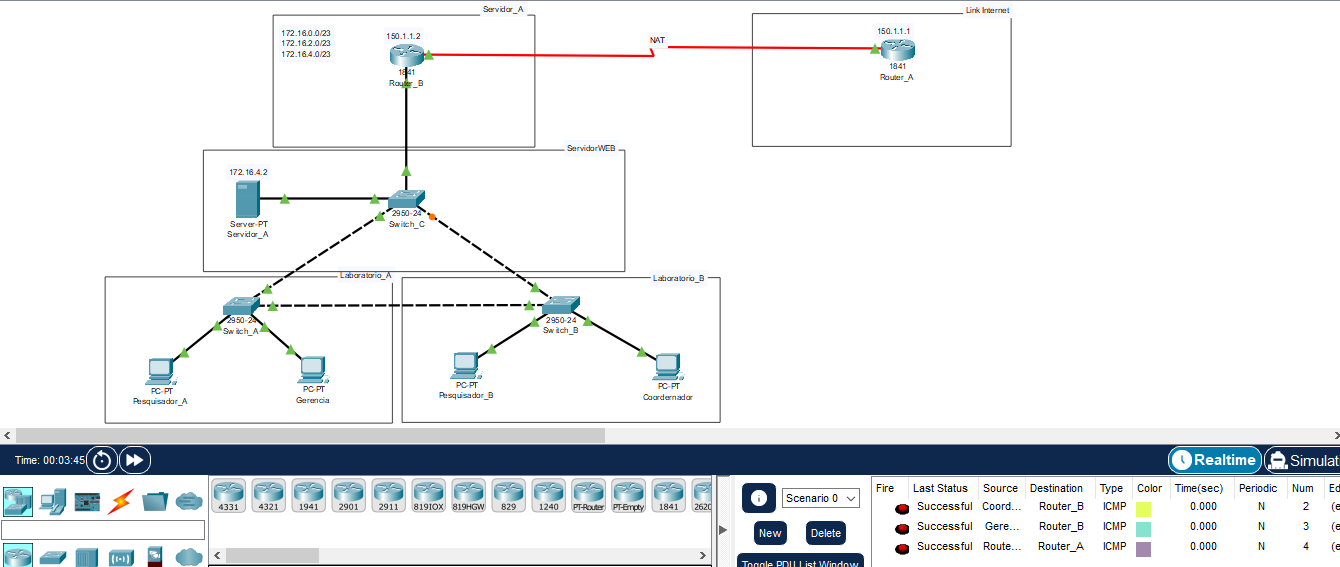 Servidor_A
Link Internet
172.16.0.0/23
172.16.2.0/23
172.16.4.0/23
150.1.1.2
1841
Router_B
NAT
150.1.1.1
1841
Router_A
ServidorWEB
172.16.4.2
Server-PT
Servidor_A
2950-24
Switch_C
Laboratorio_A
2950-24
Switch_A
PC-PT
Pesquisador_A
PC-PT
Gerencia
Laboratorio_B
2950-24
Switch_B
PC-PT
Pesquisador_B
PC-PT
Coordernador
Time: 00:03:45
Realtime
Simulat
4331
4321
1941
2901
2911
819IOX
819HGW
829
1240
PT-Router
PT-Empty
1841
2620
Scenario 0
New
Delete
Toggle PDU List Window
Fire Last Status Source Destination Type Color Time(sec) Periodic Num Ed
Successful Coord... Router_B ICMP 0.000 N 2 (e
Successful Gere... Router_B ICMP 0.000 N 3 (e
Successful Route... Router_A ICMP 0.000 N 4 (e